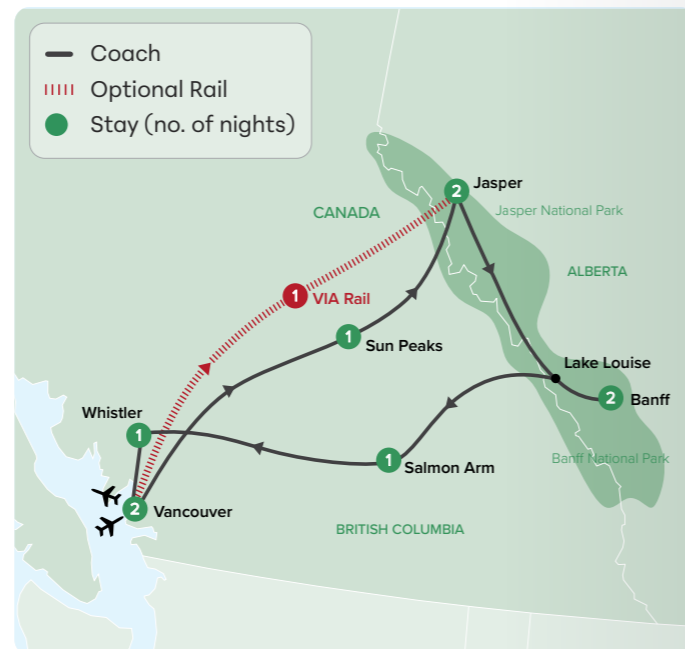 Coach
Optional Rail
Stay (no. of nights)
2 Jasper
CANADA
Jasper National Park
ALBERTA
1 VIA Rail
1
Sun Peaks
Lake Louise
2 Banff
Whistler
1
1
Salmon Arm
Banff National Park
2 Vancouver
BRITISH COLUMBIA